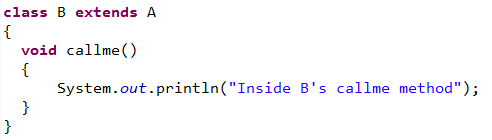 class B extends A
{
  void callme()
  {
      System.out.println("Inside B's callme method");
  }
}